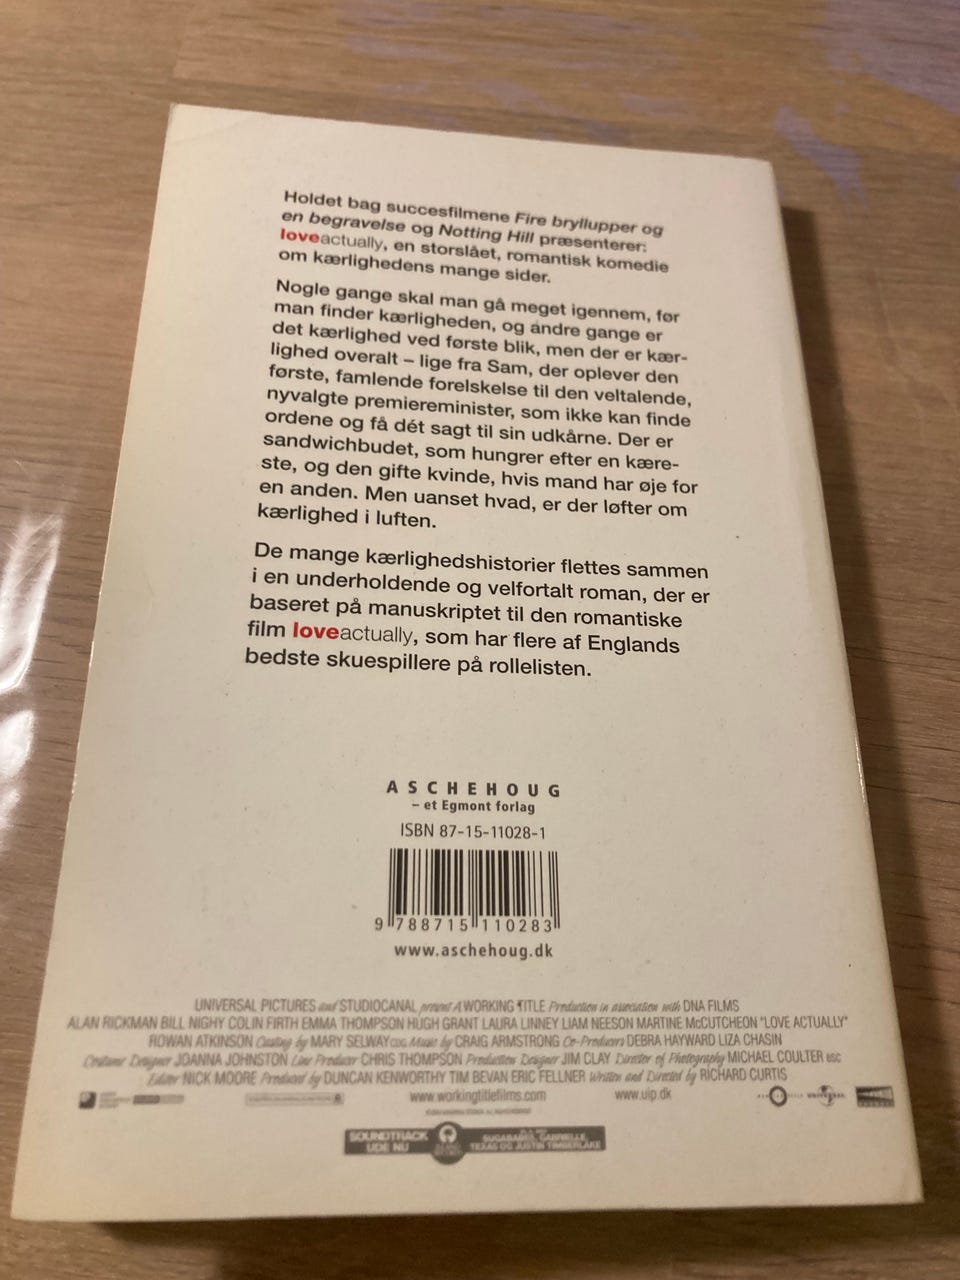 Holdet bag succesfilmene Fire bryllupper og
en begravelse og Notting Hill præsenterer:
loveactually, en storslået, romantisk komedie
om kærlighedens mange sider.
Nogle gange skal man gå meget igennem, før
man finder kærligheden, og andre gange er
det kærlighed ved første blik, men der er kær-
lighed overalt – lige fra Sam, der oplever den
første, famlende forelskelse til den veltalende,
nyvalgte premiereminister, som ikke kan finde
ordene og få dét sagt til sin udkårne. Der er
sandwichbudet, som hungrer efter en kære-
ste, og den gifte kvinde, hvis mand har øje for
en anden. Men uanset hvad, er der løfter om
kærlighed i luften.
De mange kærlighedshistorier flettes sammen
i en underholdende og velfortalt roman, der er
baseret på manuskriptet til den romantiske
film loveactually, som har flere af Englands
bedste skuespillere på rollelisten.
ASCHEHOUG
– et Egmont forlag
ISBN 87-15-11028-1
9 788715 110283
www.aschehoug.dk
UNIVERSAL PICTURES and STUDIOCANAL present A WORKING TITLE Production in association with DNA FILMS
ALAN RICKMAN BILL NIGHY COLIN FIRTH EMMA THOMPSON HUGH GRANT LAURA LINNEY LIAM NEESON MARTINE McCUTCHEON "LOVE ACTUALLY"
ROWAN ATKINSON Casting by MARY SELWAY CDG Music by CRAIG ARMSTRONG Co-Producers DEBRA HAYWARD LIZA CHASIN
Costume Designer JOANNA JOHNSTON Line Producer CHRIS THOMPSON Production Designer JIM CLAY Director of Photography MICHAEL COULTER BSC
Editor NICK MOORE Produced by DUNCAN KENWORTHY TIM BEVAN ERIC FELLNER Written and Directed by RICHARD CURTIS
www.workingtitlefilms.com www.uip.dk
UNIVERSAL
SOUNDTRACK
UDE NU
SUGABABES, GABRIELLE,
TEXAS OG JUSTIN TIMBERLAKE